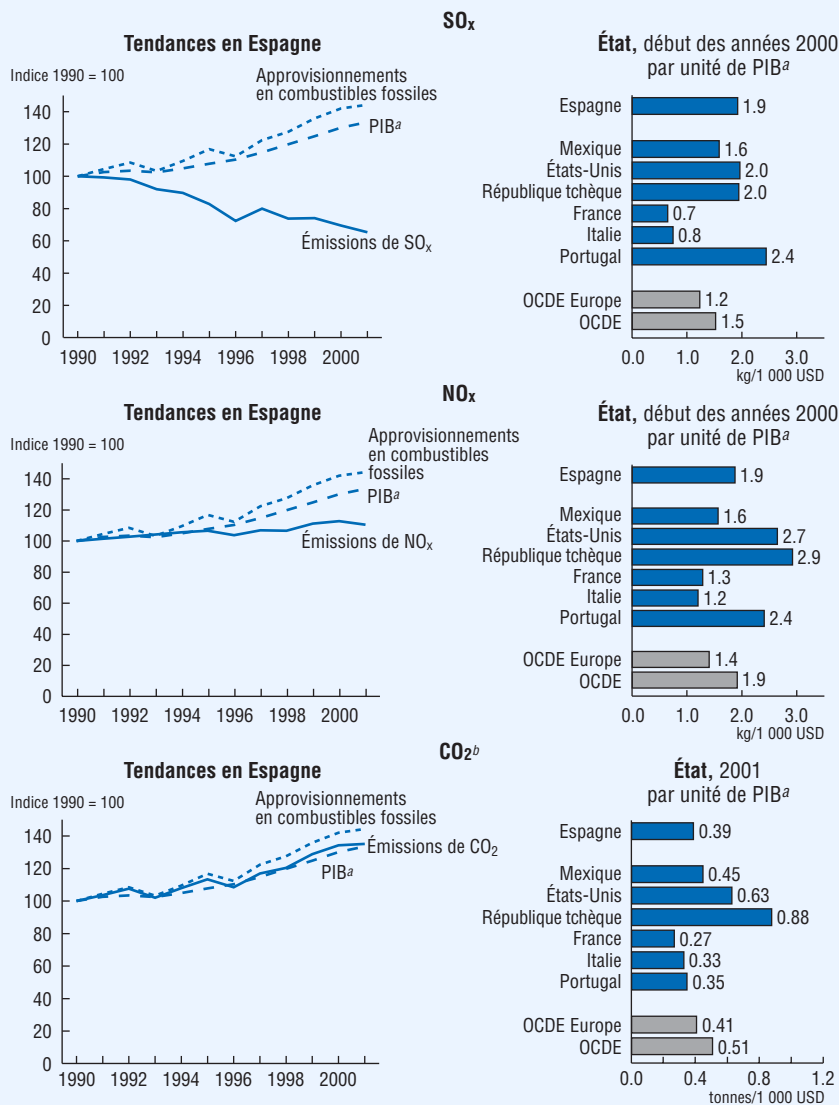 SOx
Tendances en Espagne
Indice 1990 = 100
Approvisionnements
en combustibles fossiles
PIBa
Émissions de SOx
140
120
100
80
60
40
20
0
1990 1992 1994 1996 1998 2000
État, début des années 2000
par unité de PIBa
Espagne 1.9
Mexique 1.6
États-Unis 2.0
République tchèque 2.0
France 0.7
Italie 0.8
Portugal 2.4
OCDE Europe 1.2
OCDE 1.5
0.0 1.0 2.0 3.0
kg/1 000 USD
NOx
Tendances en Espagne
Indice 1990 = 100
Approvisionnements
en combustibles
fossiles
PIBa
Émissions de NOx
140
120
100
80
60
40
20
0
1990 1992 1994 1996 1998 2000
État, début des années 2000
par unité de PIBa
Espagne 1.9
Mexique 1.6
États-Unis 2.7
République tchèque 2.9
France 1.3
Italie 1.2
Portugal 2.4
OCDE Europe 1.4
OCDE 1.9
0.0 1.0 2.0 3.0
kg/1 000 USD
CO2b
Tendances en Espagne
Indice 1990 = 100
Approvisionnements
en combustibles fossiles
Émissions de CO2
PIBa
140
120
100
80
60
40
20
0
1990 1992 1994 1996 1998 2000
État, 2001
par unité de PIBa
Espagne 0.39
Mexique 0.45
États-Unis 0.63
République tchèque 0.88
France 0.27
Italie 0.33
Portugal 0.35
OCDE Europe 0.41
OCDE 0.51
0.0 0.4 0.8 1.2
tonnes/1 000 USD